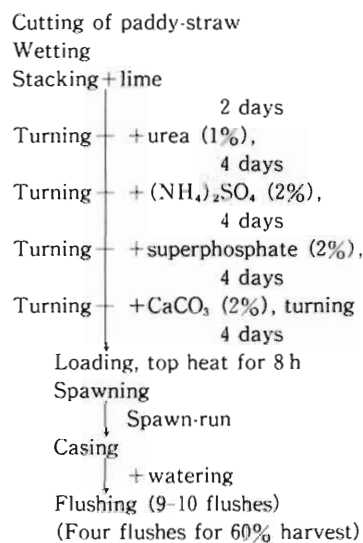 Cutting of paddy-straw
Wetting
Stacking + lime
2 days
Turning + urea (1%),
4 days
Turning + (NH₄)₂SO₄ (2%),
4 days
Turning + superphosphate (2%),
4 days
Turning + CaCO₃ (2%), turning
4 days
Loading, top heat for 8 h
Spawning
Spawn-run
Casing
+ watering
Flushing (9-10 flushes)
(Four flushes for 60% harvest)